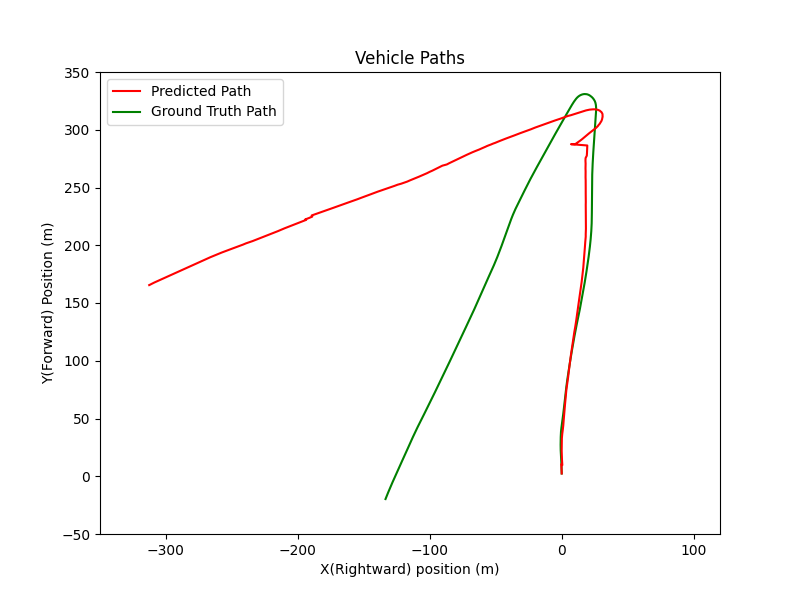 Vehicle Paths
Predicted Path
Ground Truth Path
Y(Forward) Position (m)
350
300
250
200
150
100
50
0
−50
−300
−200
−100
0
100
X(Rightward) position (m)